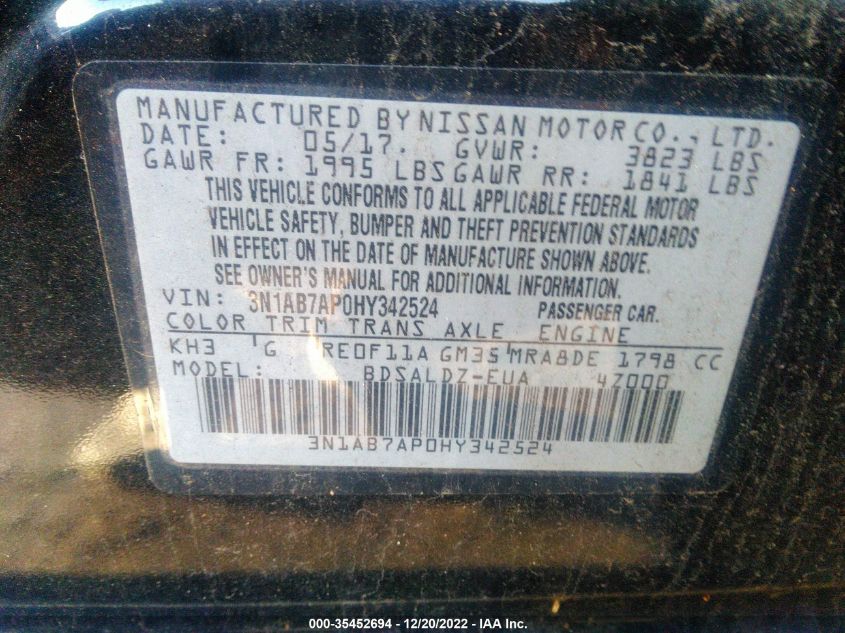 MANUFACTURED BY NISSAN MOTOR CO., LTD.
DATE: 05/17. GVWR: 3823 LBS
GAWR FR: 1995 LBS GAWR RR: 1841 LBS
THIS VEHICLE CONFORMS TO ALL APPLICABLE FEDERAL MOTOR
VEHICLE SAFETY, BUMPER AND THEFT PREVENTION STANDARDS
IN EFFECT ON THE DATE OF MANUFACTURE SHOWN ABOVE.
SEE OWNER'S MANUAL FOR ADDITIONAL INFORMATION.
VIN: 3N1AB7AP0HY342524 PASSENGER CAR.
COLOR TRIM TRANS AXLE ENGINE
KH3 G RE0F11A GM35 MRA8DE 1798 CC
MODEL: BDSALDZ-EUA 4Z000
3N1AB7AP0HY342524
000-35452694 - 12/20/2022 - IAA Inc.